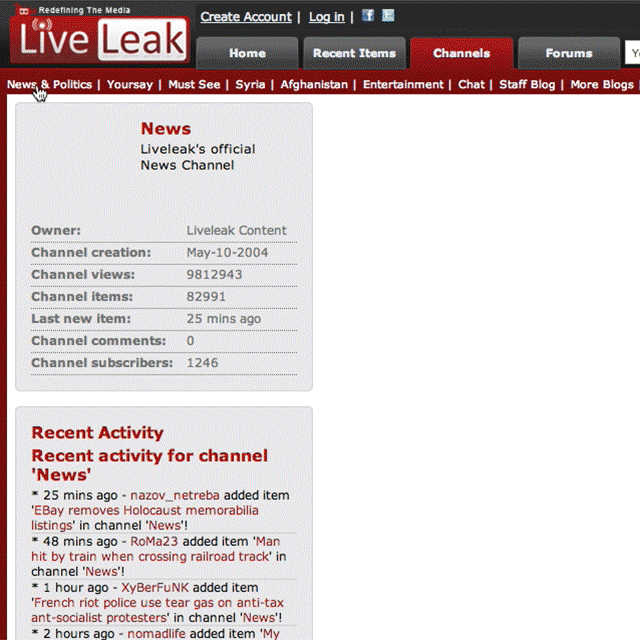 Redefining The Media
Live Leak
Create Account | Log in |
Home
Recent Items
Channels
Forums
News & Politics | Yoursay | Must See | Syria | Afghanistan | Entertainment | Chat | Staff Blog | More Blogs |
News
Liveleak's official
News Channel
Owner: Liveleak Content
Channel creation: May-10-2004
Channel views: 9812943
Channel items: 82991
Last new item: 25 mins ago
Channel comments: 0
Channel subscribers: 1246
Recent Activity
Recent activity for channel
'News'
* 25 mins ago - nazov_netreba added item
'EBay removes Holocaust memorabilia
listings' in channel 'News'!
* 48 mins ago - RoMa23 added item 'Man
hit by train when crossing railroad track' in
channel 'News'!
* 1 hour ago - XyBerFuNK added item
'French riot police use tear gas on anti-tax
ant-socialist protesters' in channel 'News'!
* 2 hours ago - nomadlife added item 'My